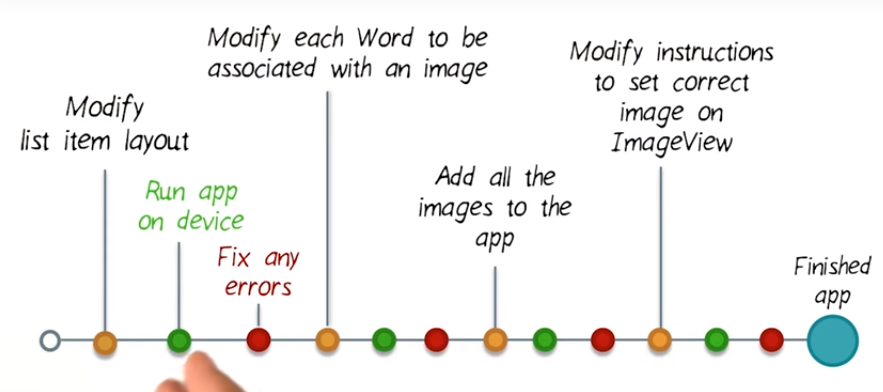 Modify
list item layout
Run app
on device
Fix any
errors
Modify each Word to be
associated with an image
Add all the
images to the
app
Modify instructions
to set correct
image on
ImageView
Finished
app